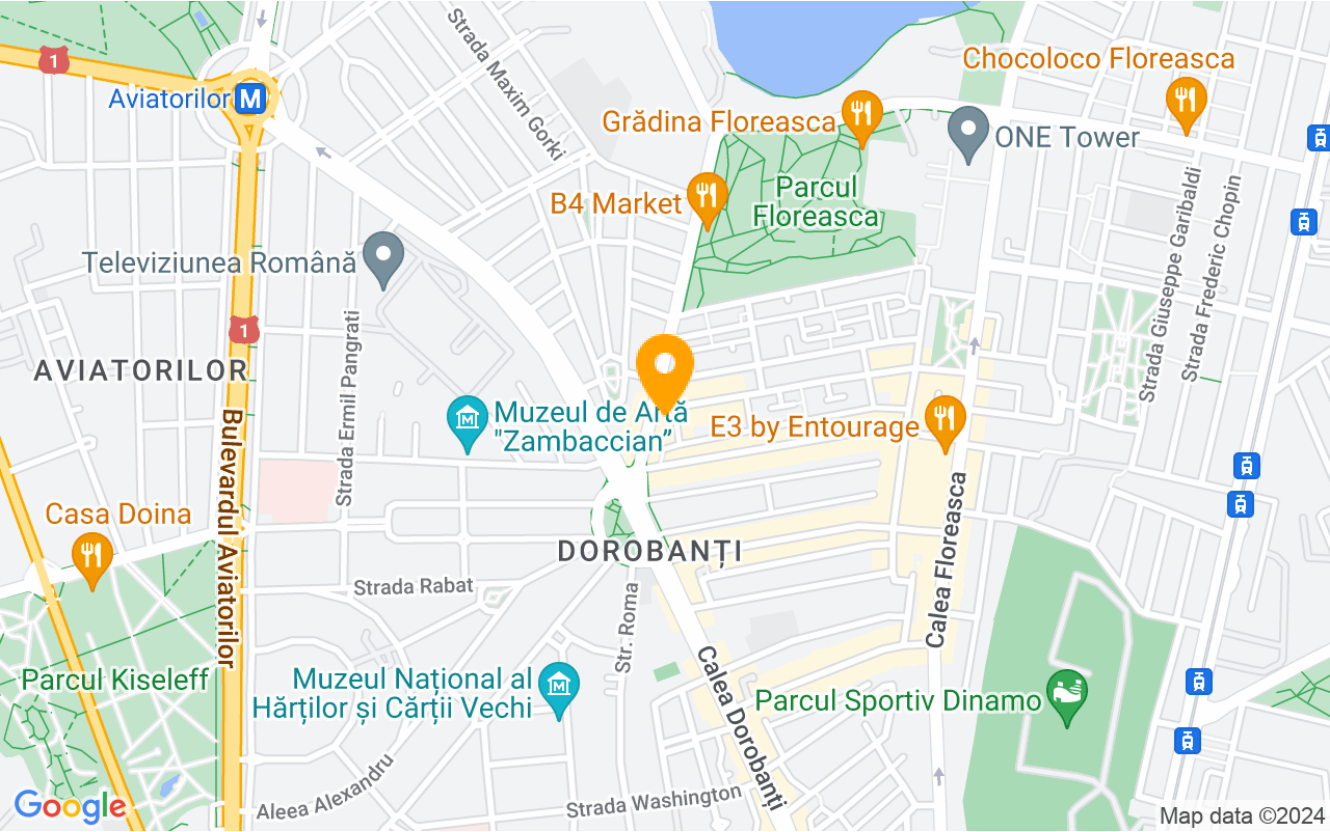 Strada Maxim Gorki
1
Aviatorilor M
Chocoloco Floreasca
Grădina Floreasca
ONE Tower
B4 Market
Parcul
Floreasca
Strada Giuseppe Garibaldi
Strada Frederic Chopin
Televiziunea Română
1
AVIATORILOR
Strada Ermil Pangrati
Muzeul de Artă
"Zambaccian”
E3 by Entourage
Bulevardul Aviatorilor
Casa Doina
Calea Floreasca
DOROBANȚI
Strada Rabat
Str. Roma
Parcul Kiseleff
Muzeul Național al
Hărților și Cărții Vechi
Calea Dorobanți
Parcul Sportiv Dinamo
Aleea Alexandru
Strada Washington
Google
Map data ©2024